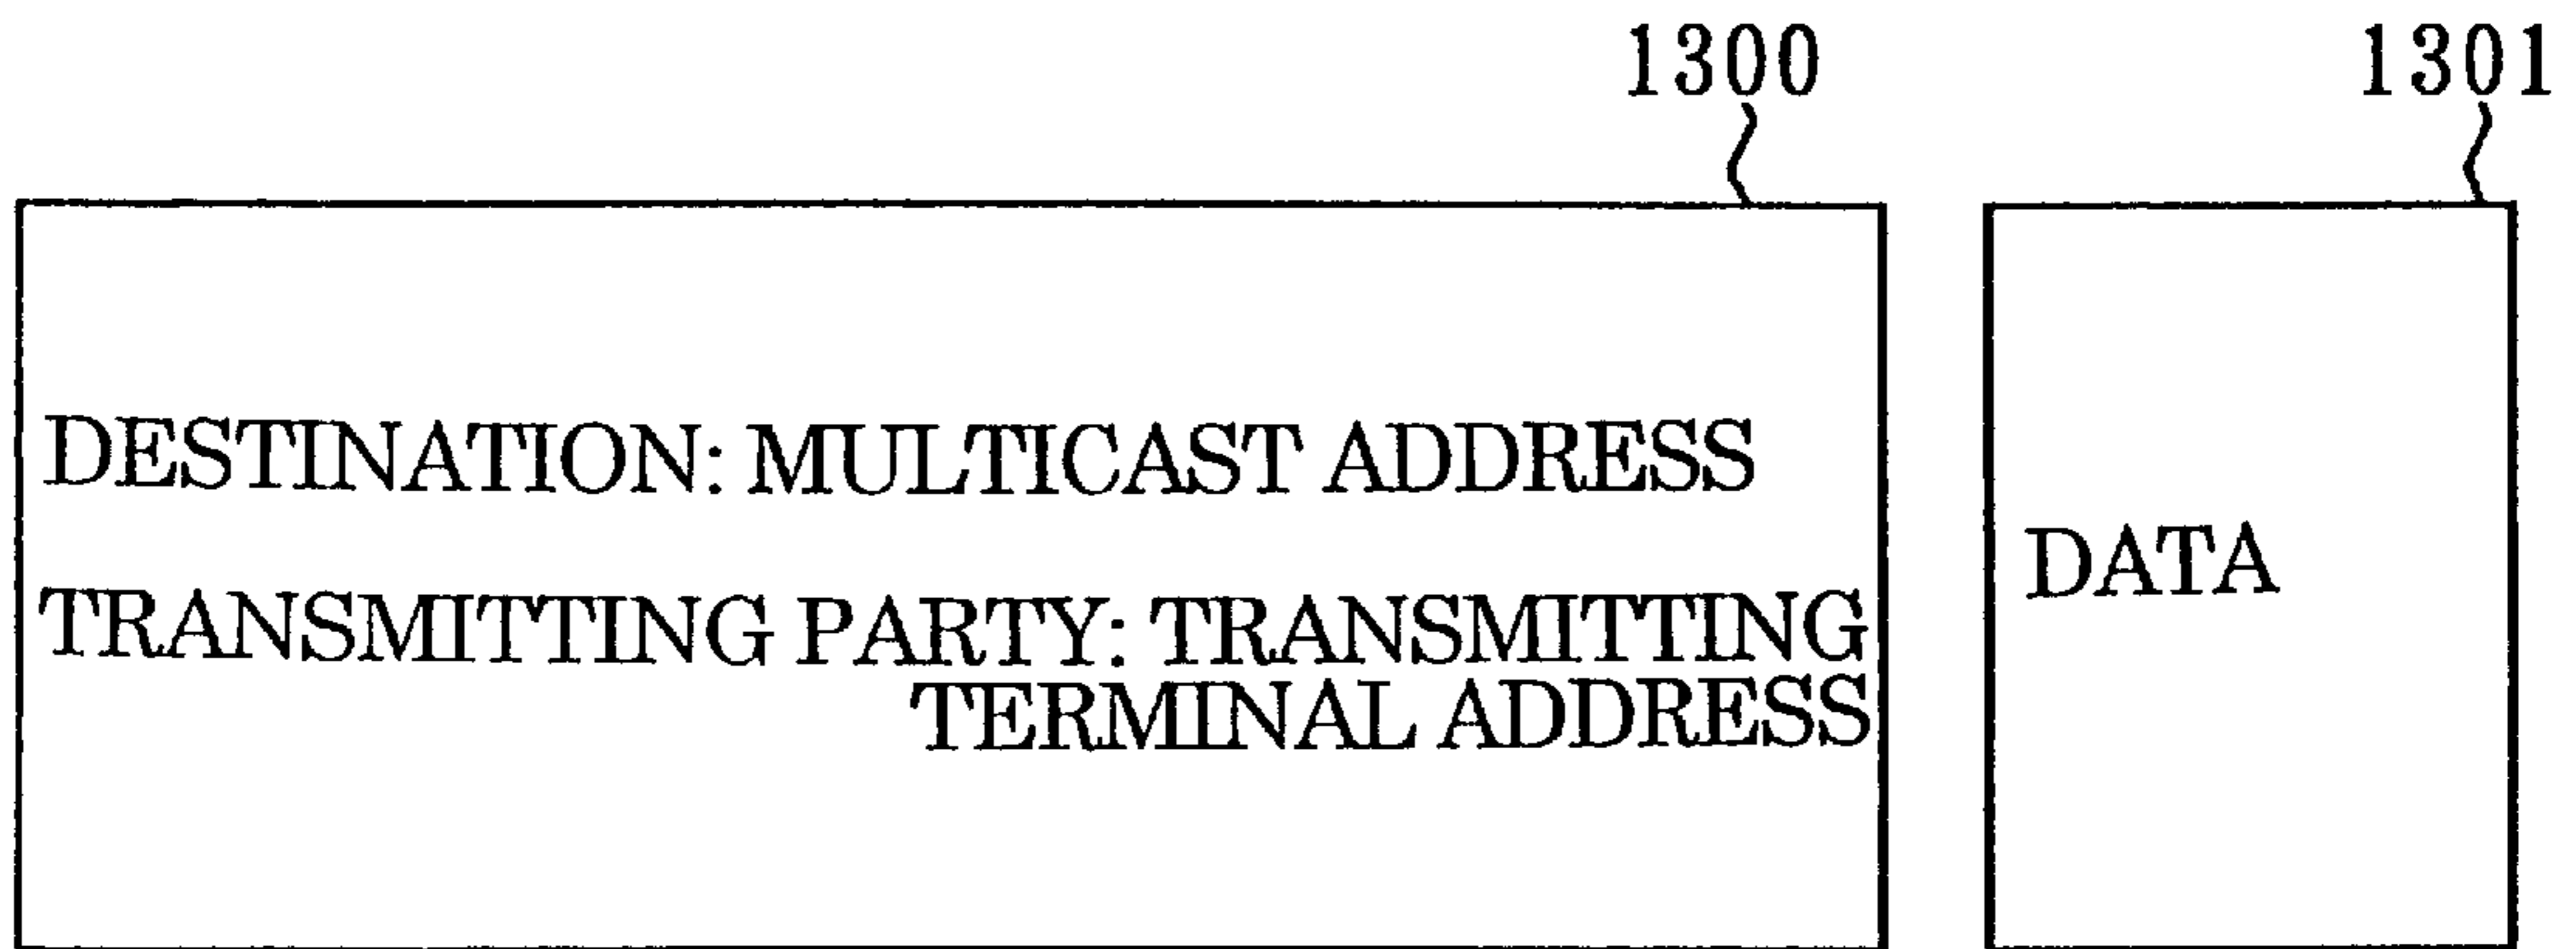 1300
1301
DESTINATION: MULTICAST ADDRESS
TRANSMITTING PARTY: TRANSMITTING
TERMINAL ADDRESS
DATA